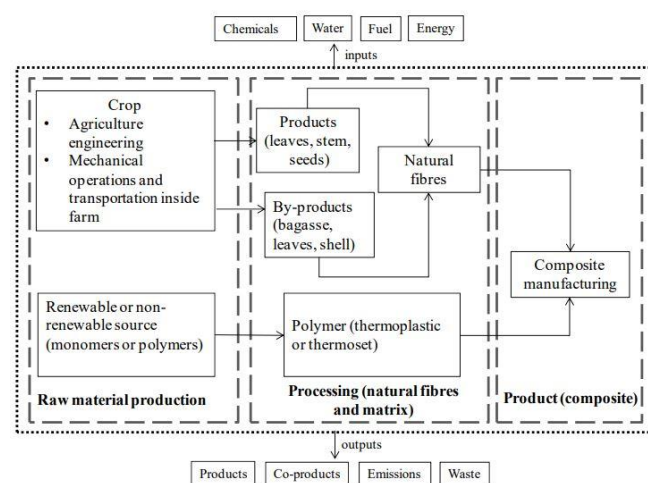 Chemicals
Water
Fuel
Energy
inputs
Crop
• Agriculture
engineering
• Mechanical
operations and
transportation inside
farm
Products
(leaves, stem,
seeds)
By-products
(bagasse,
leaves, shell)
Natural
fibres
Composite
manufacturing
Renewable or non-
renewable source
(monomers or polymers)
Polymer (thermoplastic
or thermoset)
Raw material production
Processing (natural fibres
and matrix)
Product (composite)
outputs
Products
Co-products
Emissions
Waste